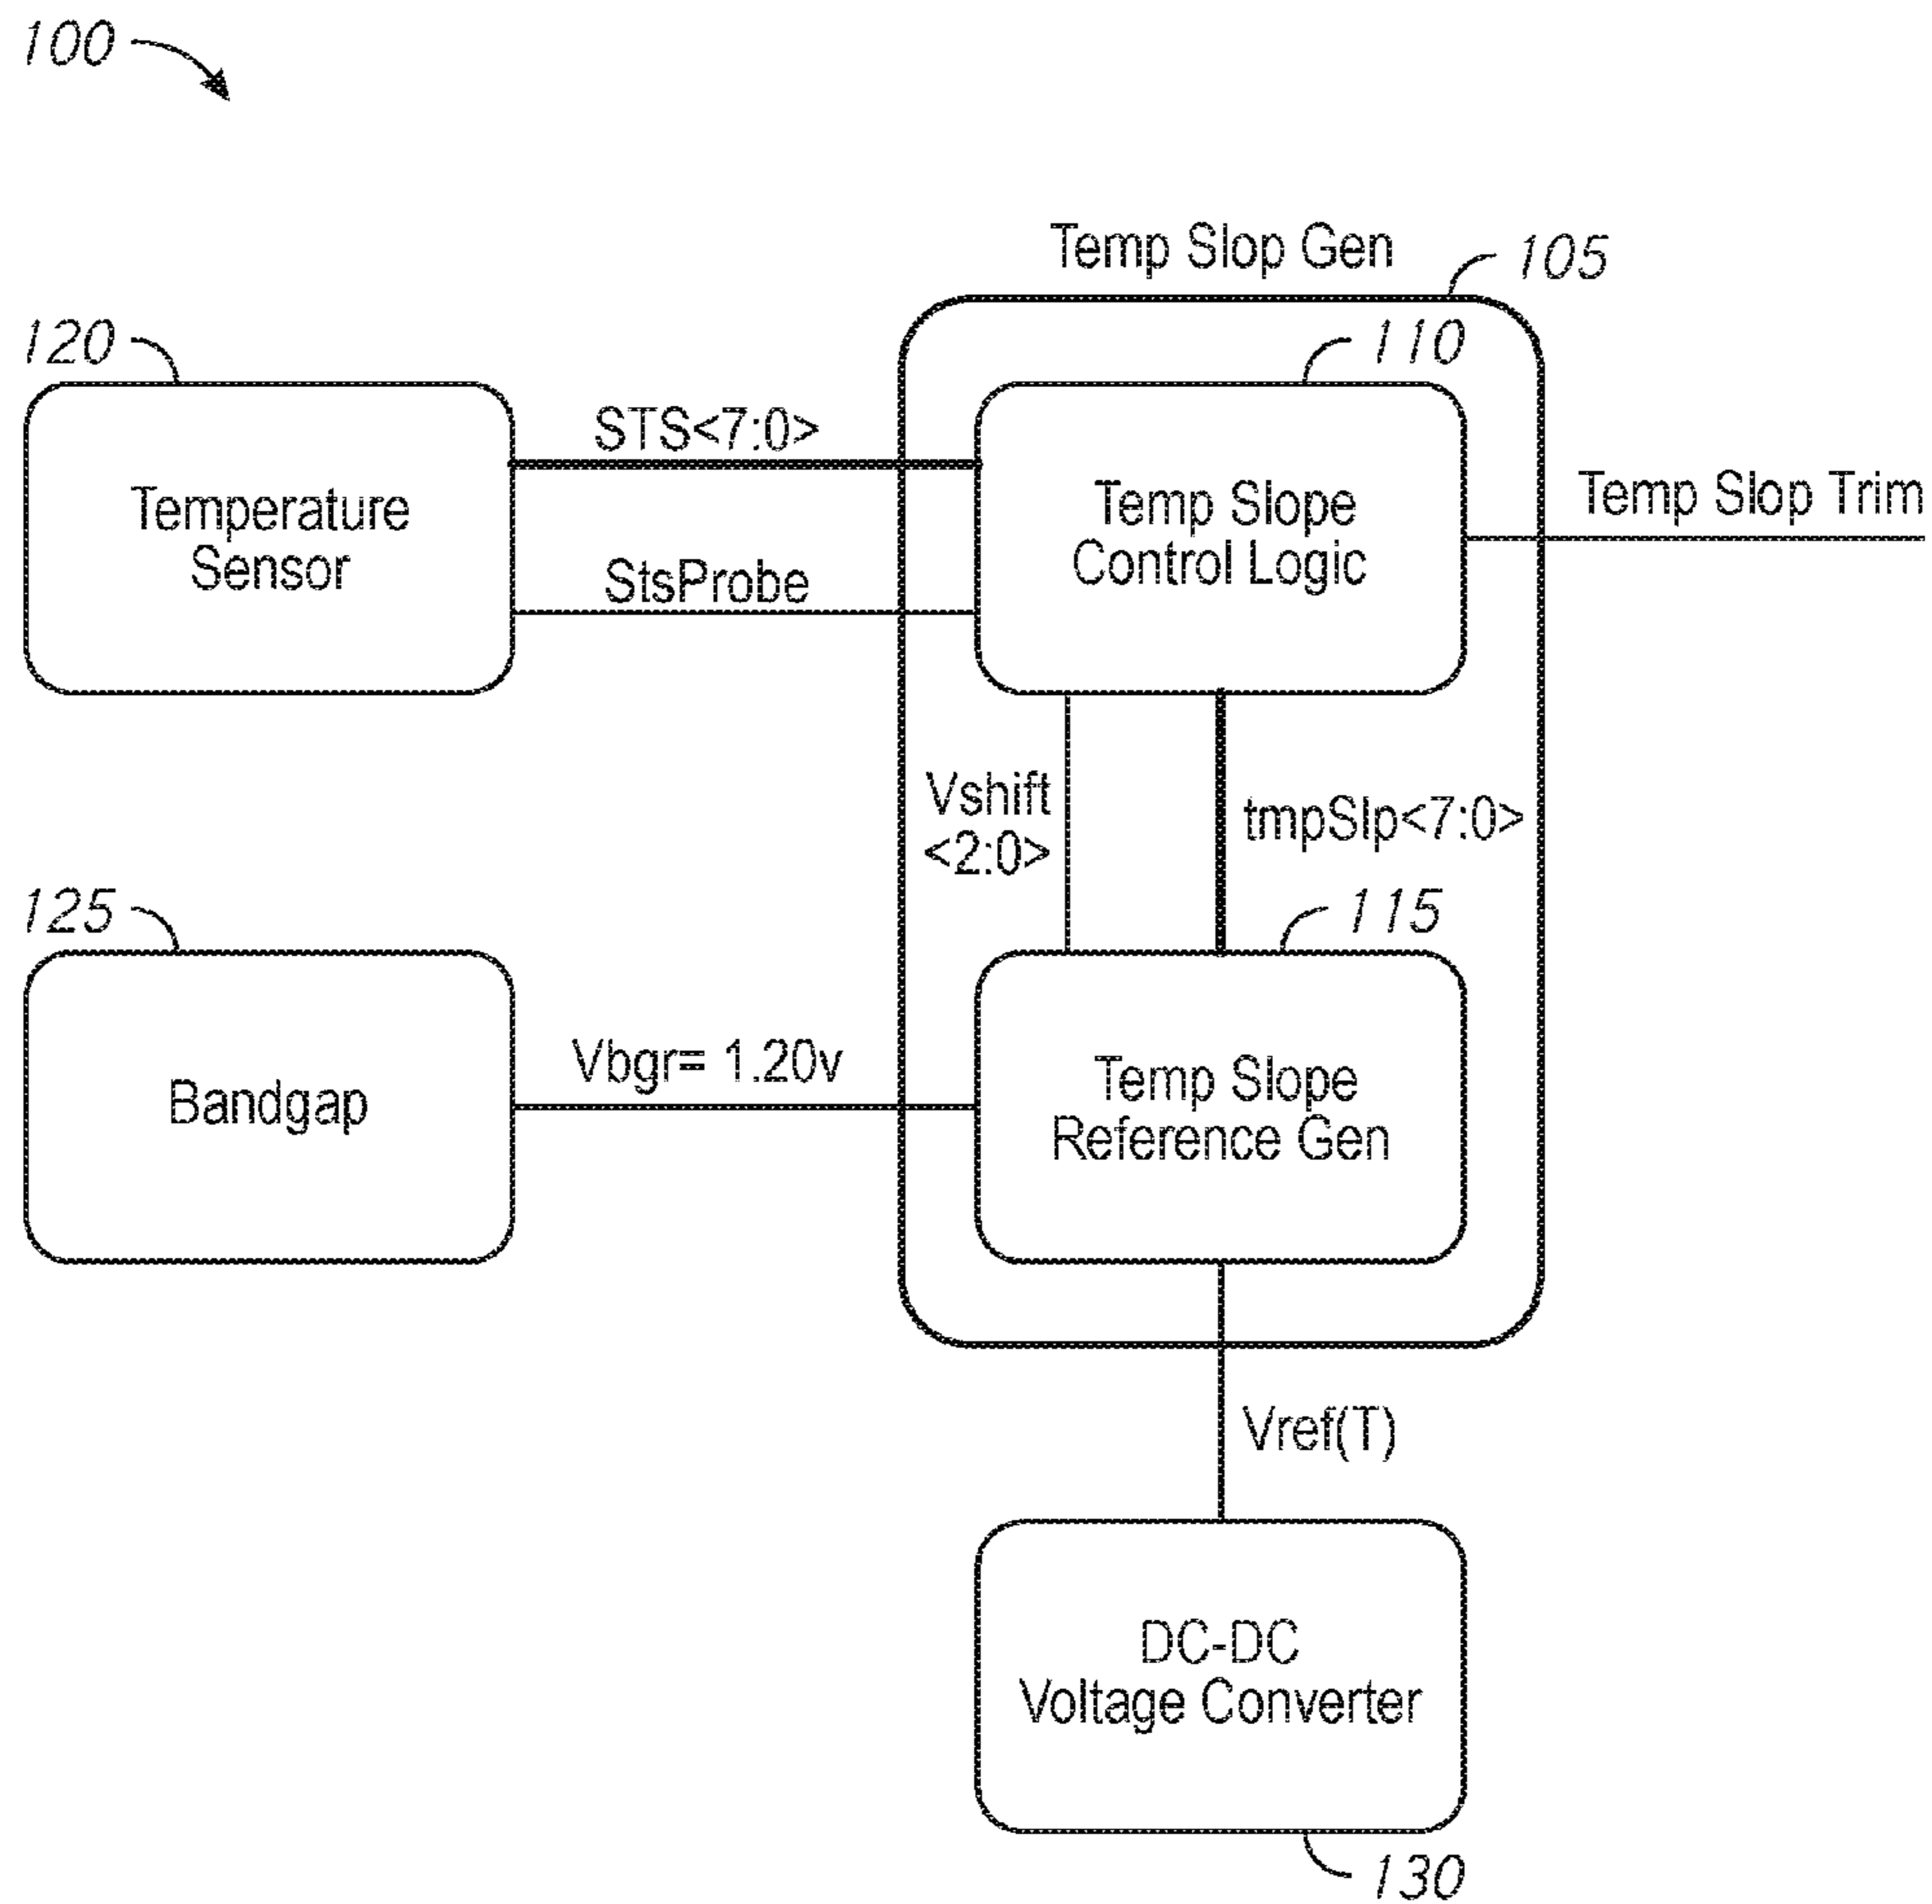 100
Temp Slop Gen
105
120
110
STS<7:0>
Temperature
Sensor
Temp Slope
Control Logic
Temp Slop Trim
StsProbe
Vshift
<2:0>
tmpSlp<7:0>
125
115
Vbgr= 1.20v
Bandgap
Temp Slope
Reference Gen
Vref(T)
DC-DC
Voltage Converter
130